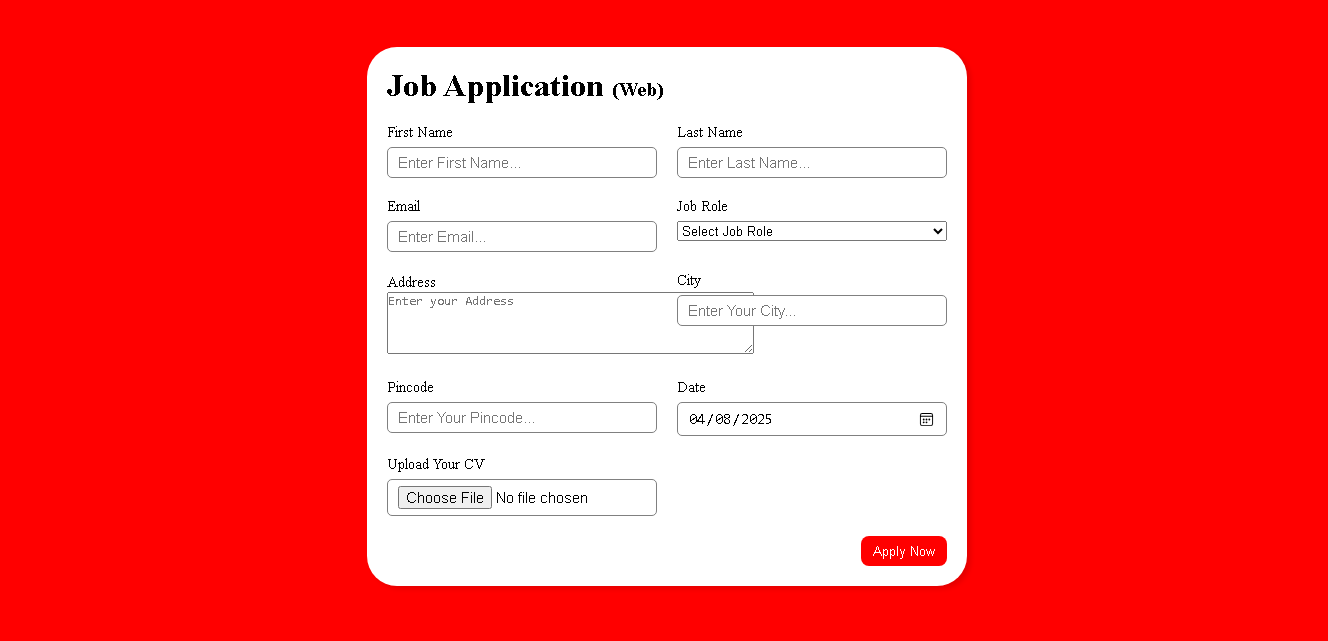 Job Application (Web)
First Name
Last Name
Enter First Name...
Enter Last Name...
Email
Job Role
Enter Email...
Select Job Role
Address
City
Enter your Address
Enter Your City...
Pincode
Date
Enter Your Pincode...
04/08/2025
Upload Your CV
Choose File No file chosen
Apply Now